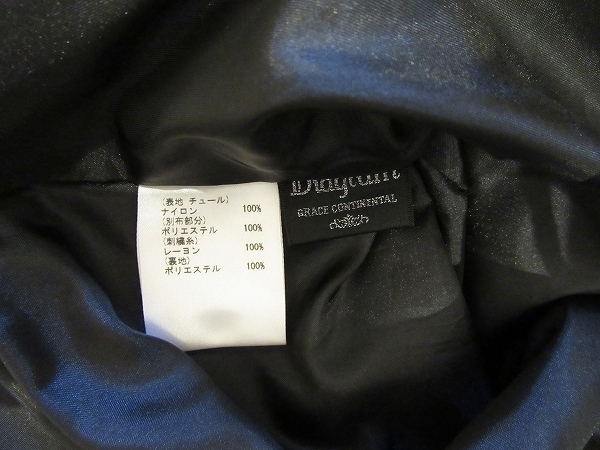 (表地 チュール)
ナイロン 100%
(別布部分)
ポリエステル 100%
(刺繍糸)
レーヨン 100%
(裏地)
ポリエステル 100%
GRACE CONTINENTAL